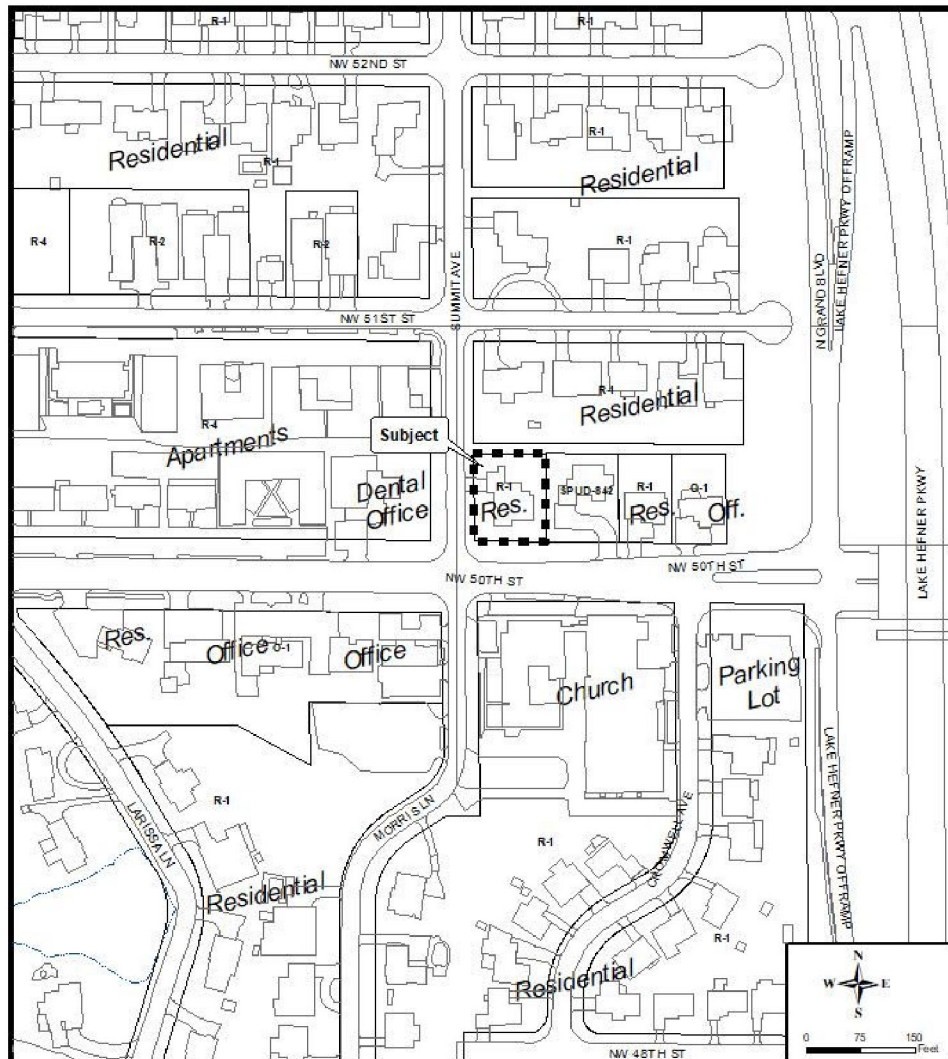 R-1
R-1
NW 52ND ST
Residential
R-1
R-1
Residential
R-4
R-2
R-2
R-1
SUMMIT AVE
N GRAND BLVD
LAKE HEFNER PKWY OFFRAMP
NW 51ST ST
R-4
Apartments
Subject
R-1
Residential
Dental
Office
R-1
Res.
SPUD-842
R-1
Res.
O-1
Off.
LAKE HEFNER PKWY
NW 50TH ST
NW 50TH ST
Res.
Office
O-1
Office
Church
Parking
Lot
LARISSA LN
R-1
MORRIS LN
Residential
R-1
CROMWELL AVE
LAKE HEFNER PKWY OFFRAMP
R-1
Residential
NW 48TH ST
N
W E
S
0 75 150
Feet